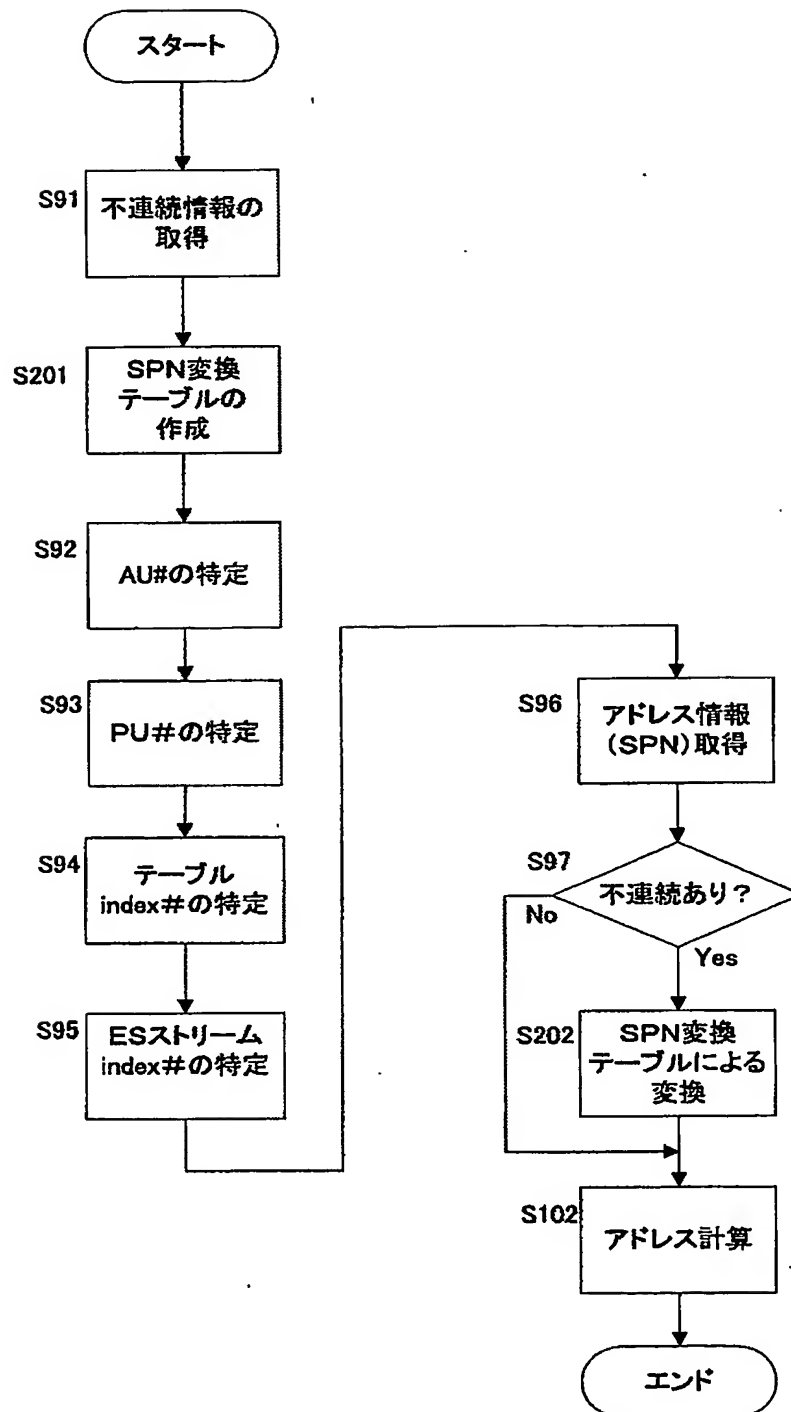 スタート
S91
不連続情報の
取得
S201
SPN変換
テーブルの
作成
S92
AU#の特定
S93
PU#の特定
S94
テーブル
index#の特定
S95
ESストリーム
index#の特定
S96
アドレス情報
(SPN)取得
S97
不連続あり？
No
Yes
S202
SPN変換
テーブルによる
変換
S102
アドレス計算
エンド